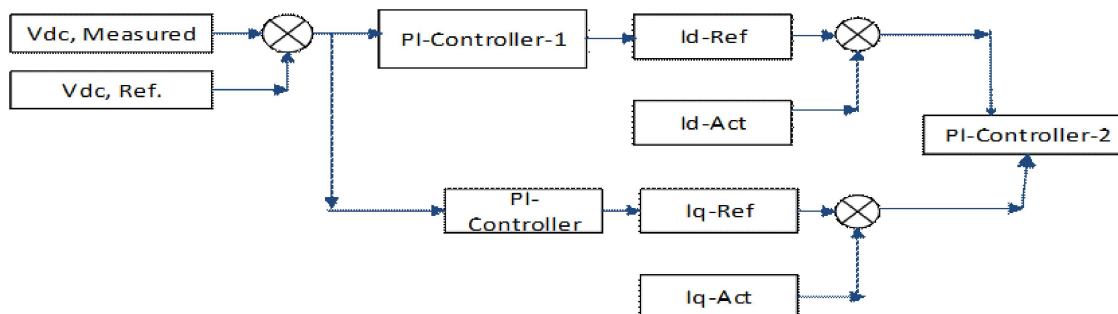 Vdc, Measured
PI-Controller-1
Id-Ref
Vdc, Ref.
Id-Act
PI-Controller-2
PI-
Controller
Iq-Ref
Iq-Act